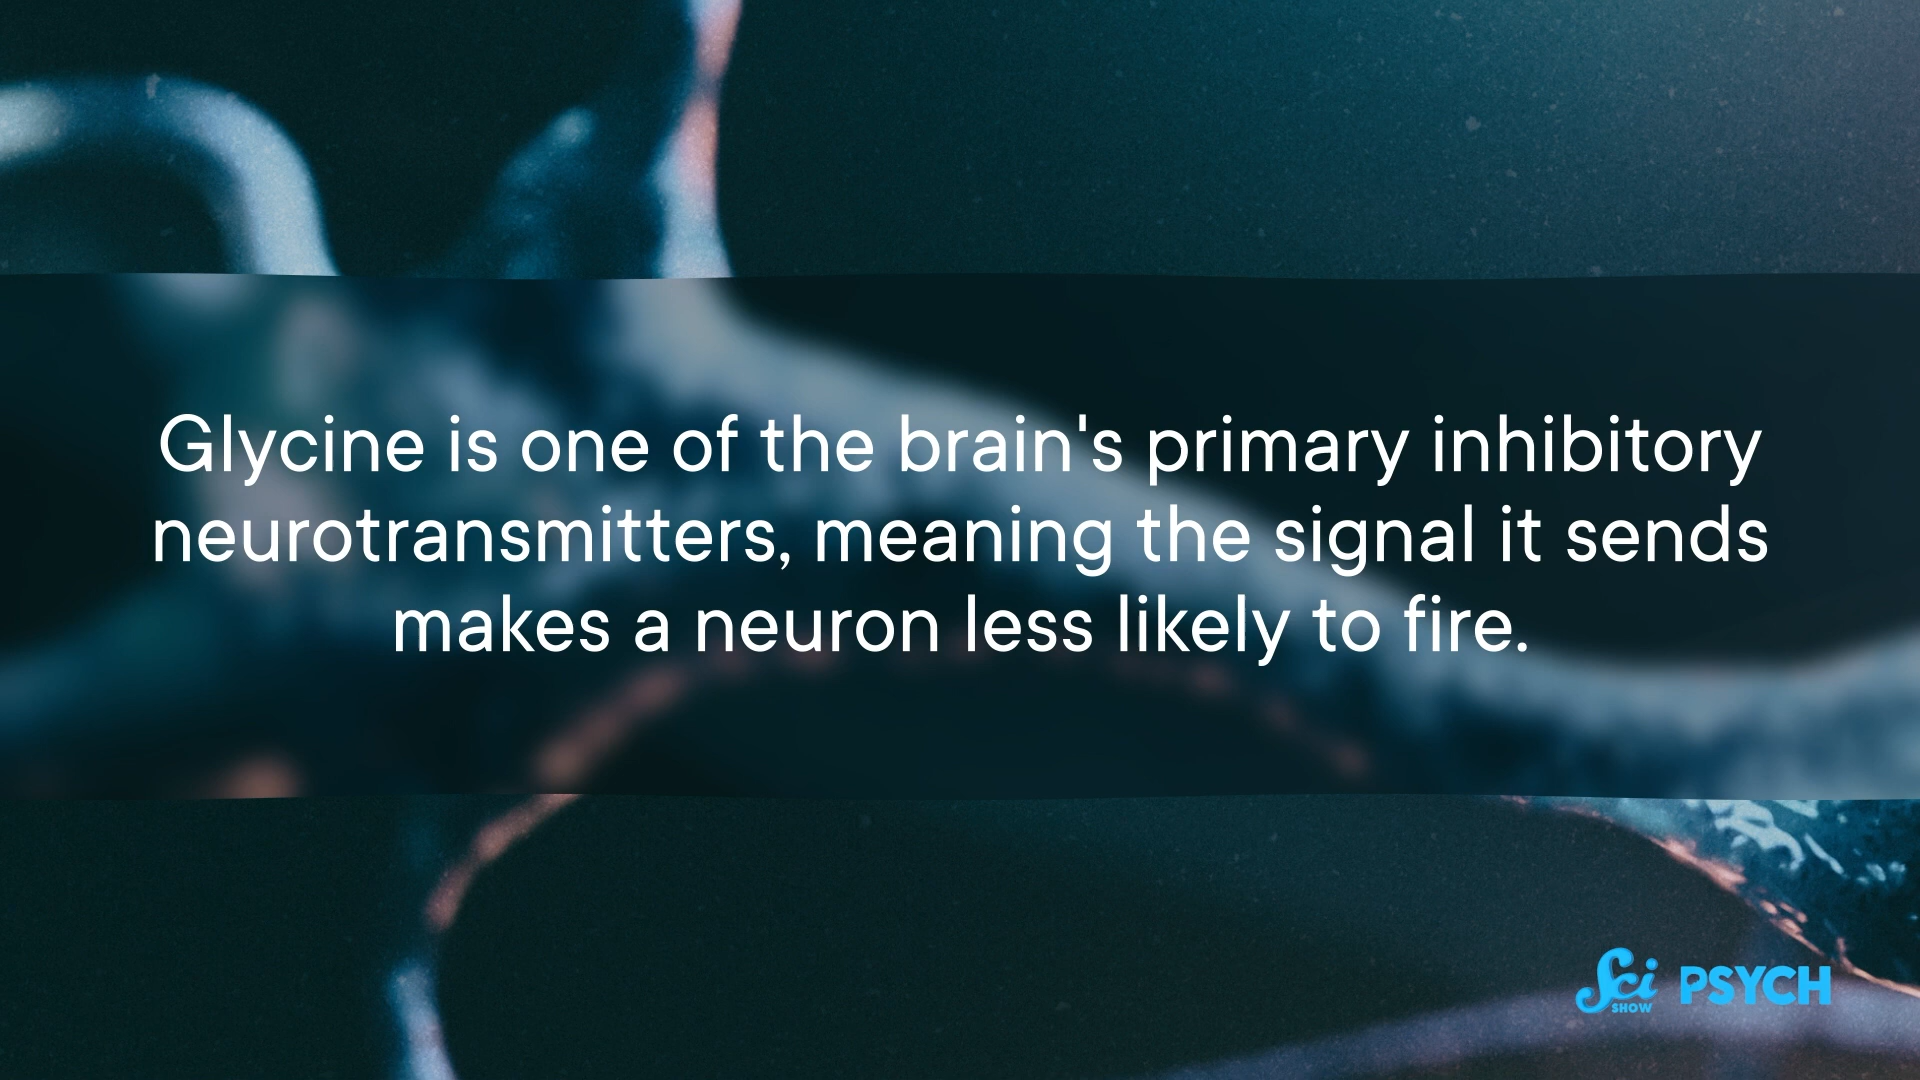 Glycine is one of the brain's primary inhibitory
neurotransmitters, meaning the signal it sends
makes a neuron less likely to fire.
Sci SHOW PSYCH